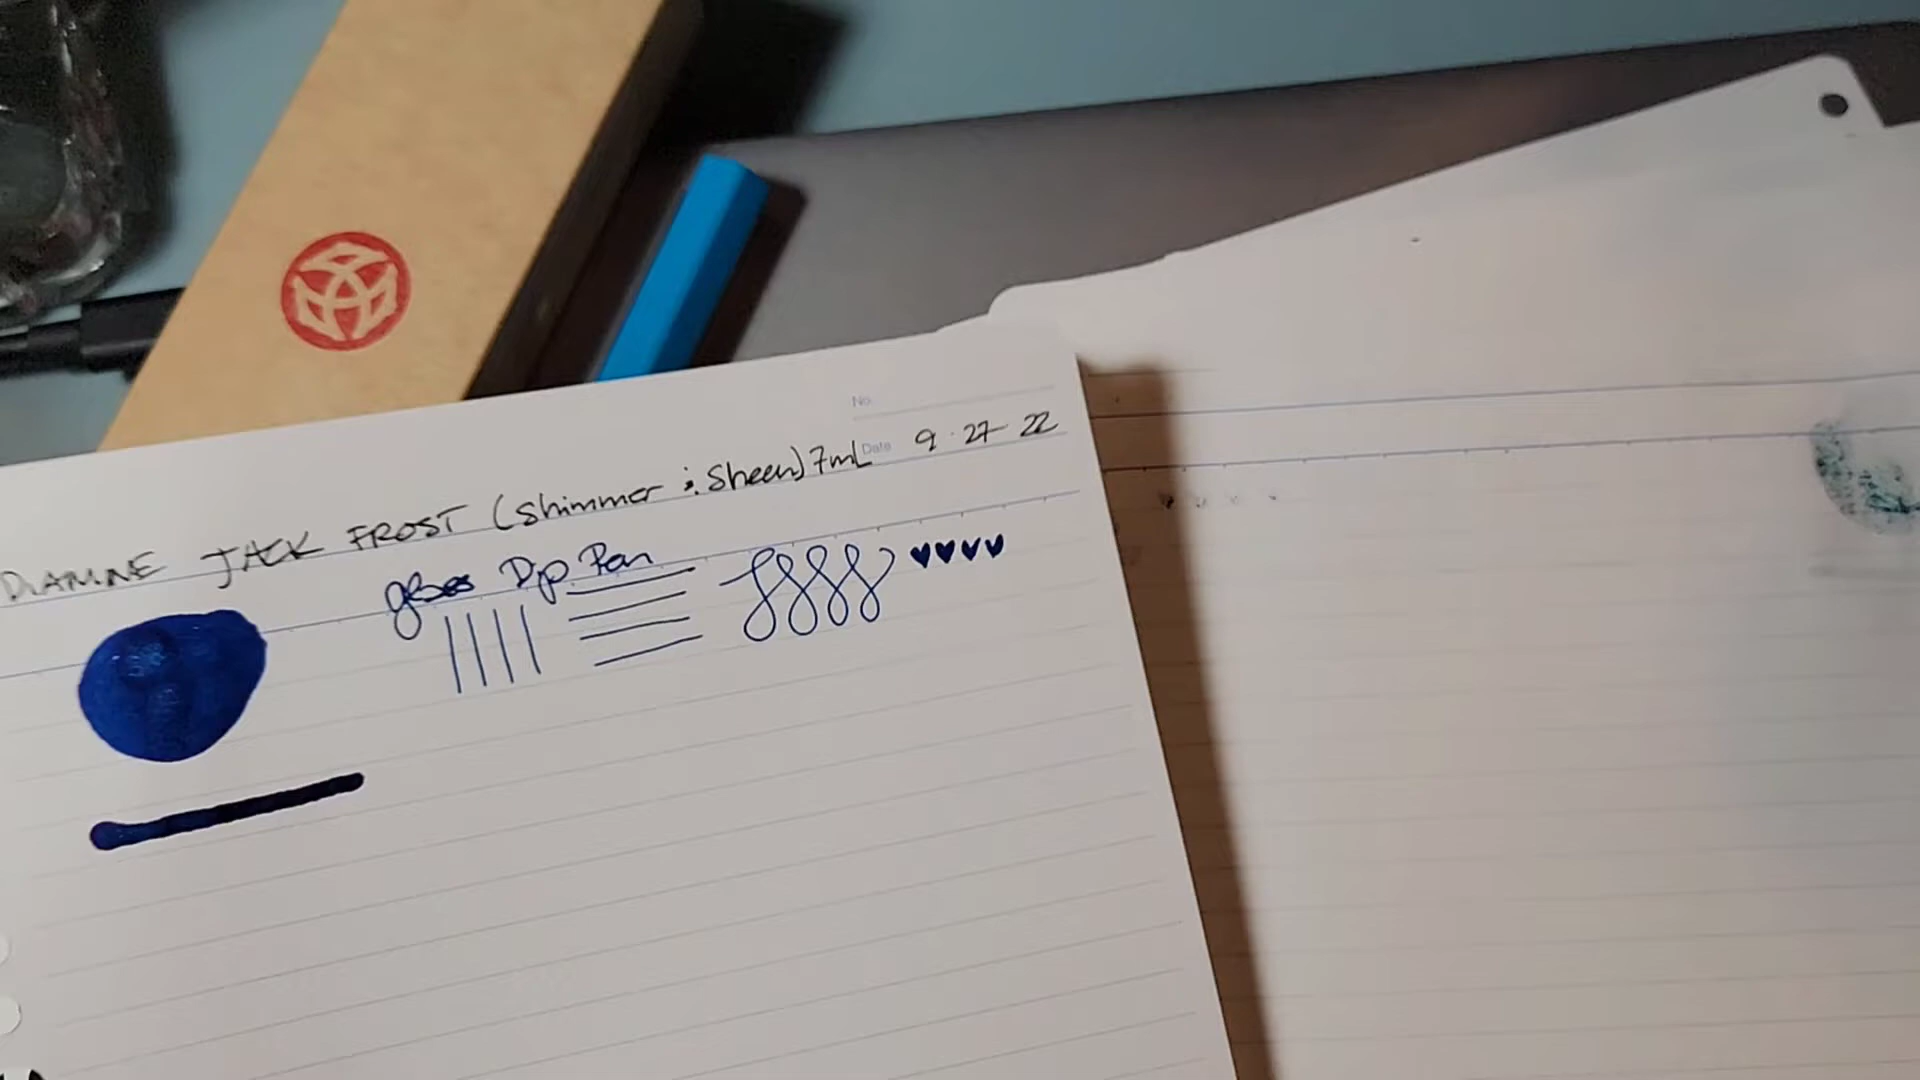 No.
Date 9·27·22
DIAMINE JACK FROST (Shimmer & Sheen) 7mL
glass Dip Pen